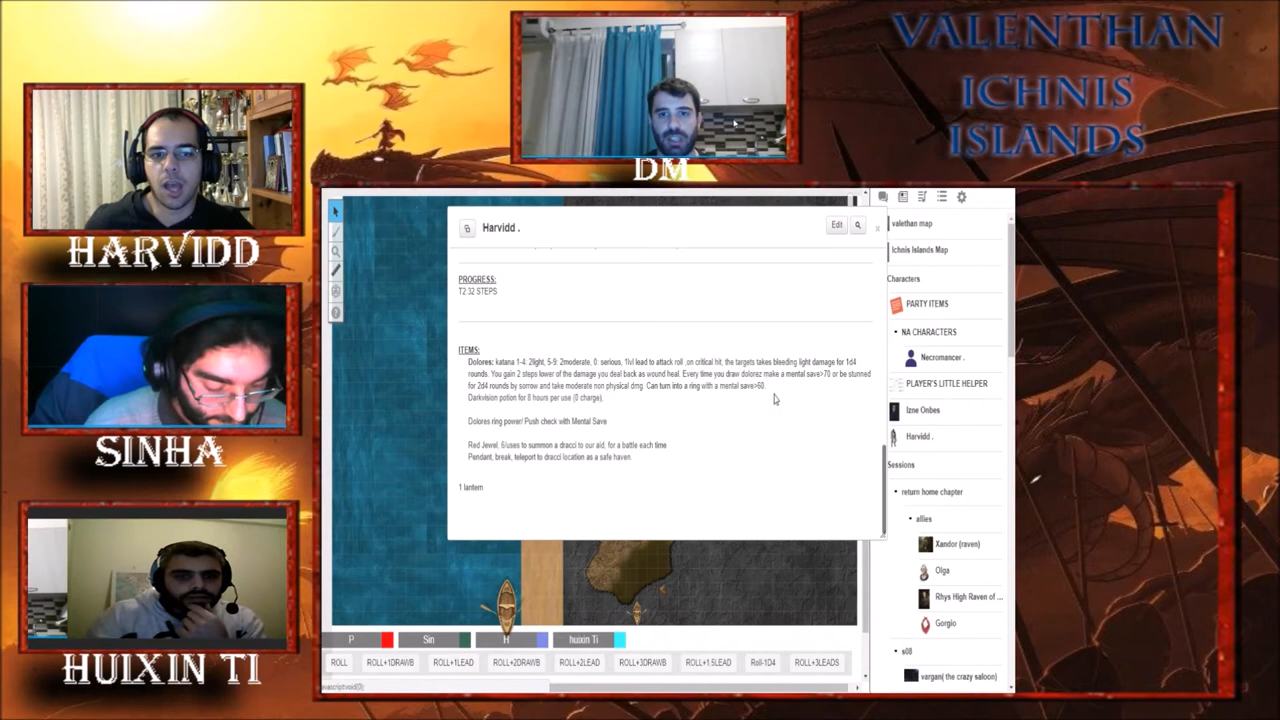 VALENTHAN
ICHNIS
ISLANDS
DM
HARVIDD
SINHA
HUIXIN TI
Harvidd .
Edit
PROGRESS:
T2 32 STEPS
ITEMS:
Dolores: katana 1-4: 2light, 5-9: 2moderate, 0: serious, 1lvl lead to attack roll ,on critical hit, the targets takes bleeding light damage for 1d4
rounds. You gain 2 steps lower of the damage you deal back as wound heal. Every time you draw dolorez make a mental save>70 or be stunned
for 2d4 rounds by sorrow and take moderate non physical dmg. Can turn into a ring with a mental save>60.
Darkvision potion for 8 hours per use (0 charge),
Dolores ring power/ Push check with Mental Save
Red Jewel, 6/uses to summon a dracci to our aid, for a battle each time
Pendant, break, teleport to dracci location as a safe haven.
1 lantern
valethan map
Ichnis Islands Map
Characters
PARTY ITEMS
NA CHARACTERS
Necromancer .
PLAYER'S LITTLE HELPER
Izne Onbes
Harvidd .
Sessions
return home chapter
allies
Xandor (raven)
Olga
Rhys High Raven of ...
Gorgio
s08
vargan( the crazy saloon)
P
Sin
H
huixin Ti
ROLL
ROLL+1DRAWB
ROLL+1LEAD
ROLL+2DRAWB
ROLL+2LEAD
ROLL+3DRAWB
ROLL+1.5LEAD
Roll-1D4
ROLL+3LEADS
avascript:void(0);